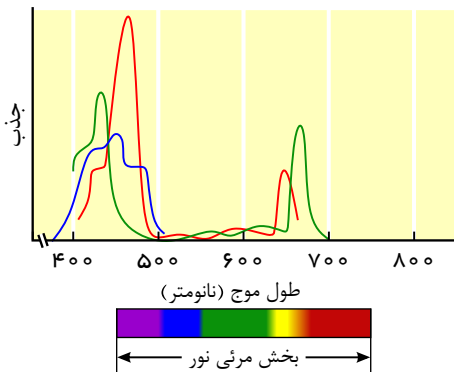 جذب
۴۰۰ ۵۰۰ ۶۰۰ ۷۰۰ ۸۰۰
طول موج (نانومتر)
بخش مرئی نور